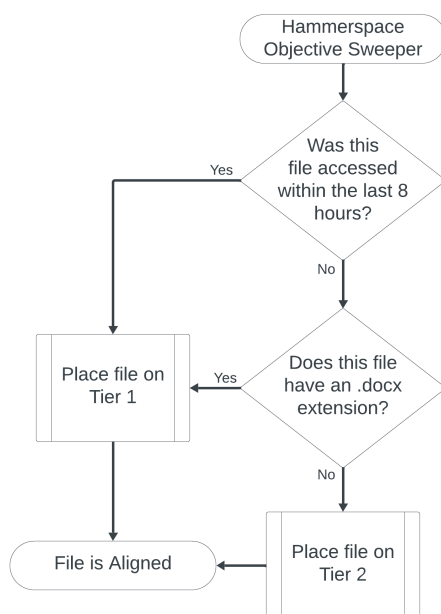 Hammerspace
Objective Sweeper
Was this
file accessed
within the last 8
hours?
Yes
No
Does this file
have an .docx
extension?
Yes
Place file on
Tier 1
No
Place file on
Tier 2
File is Aligned